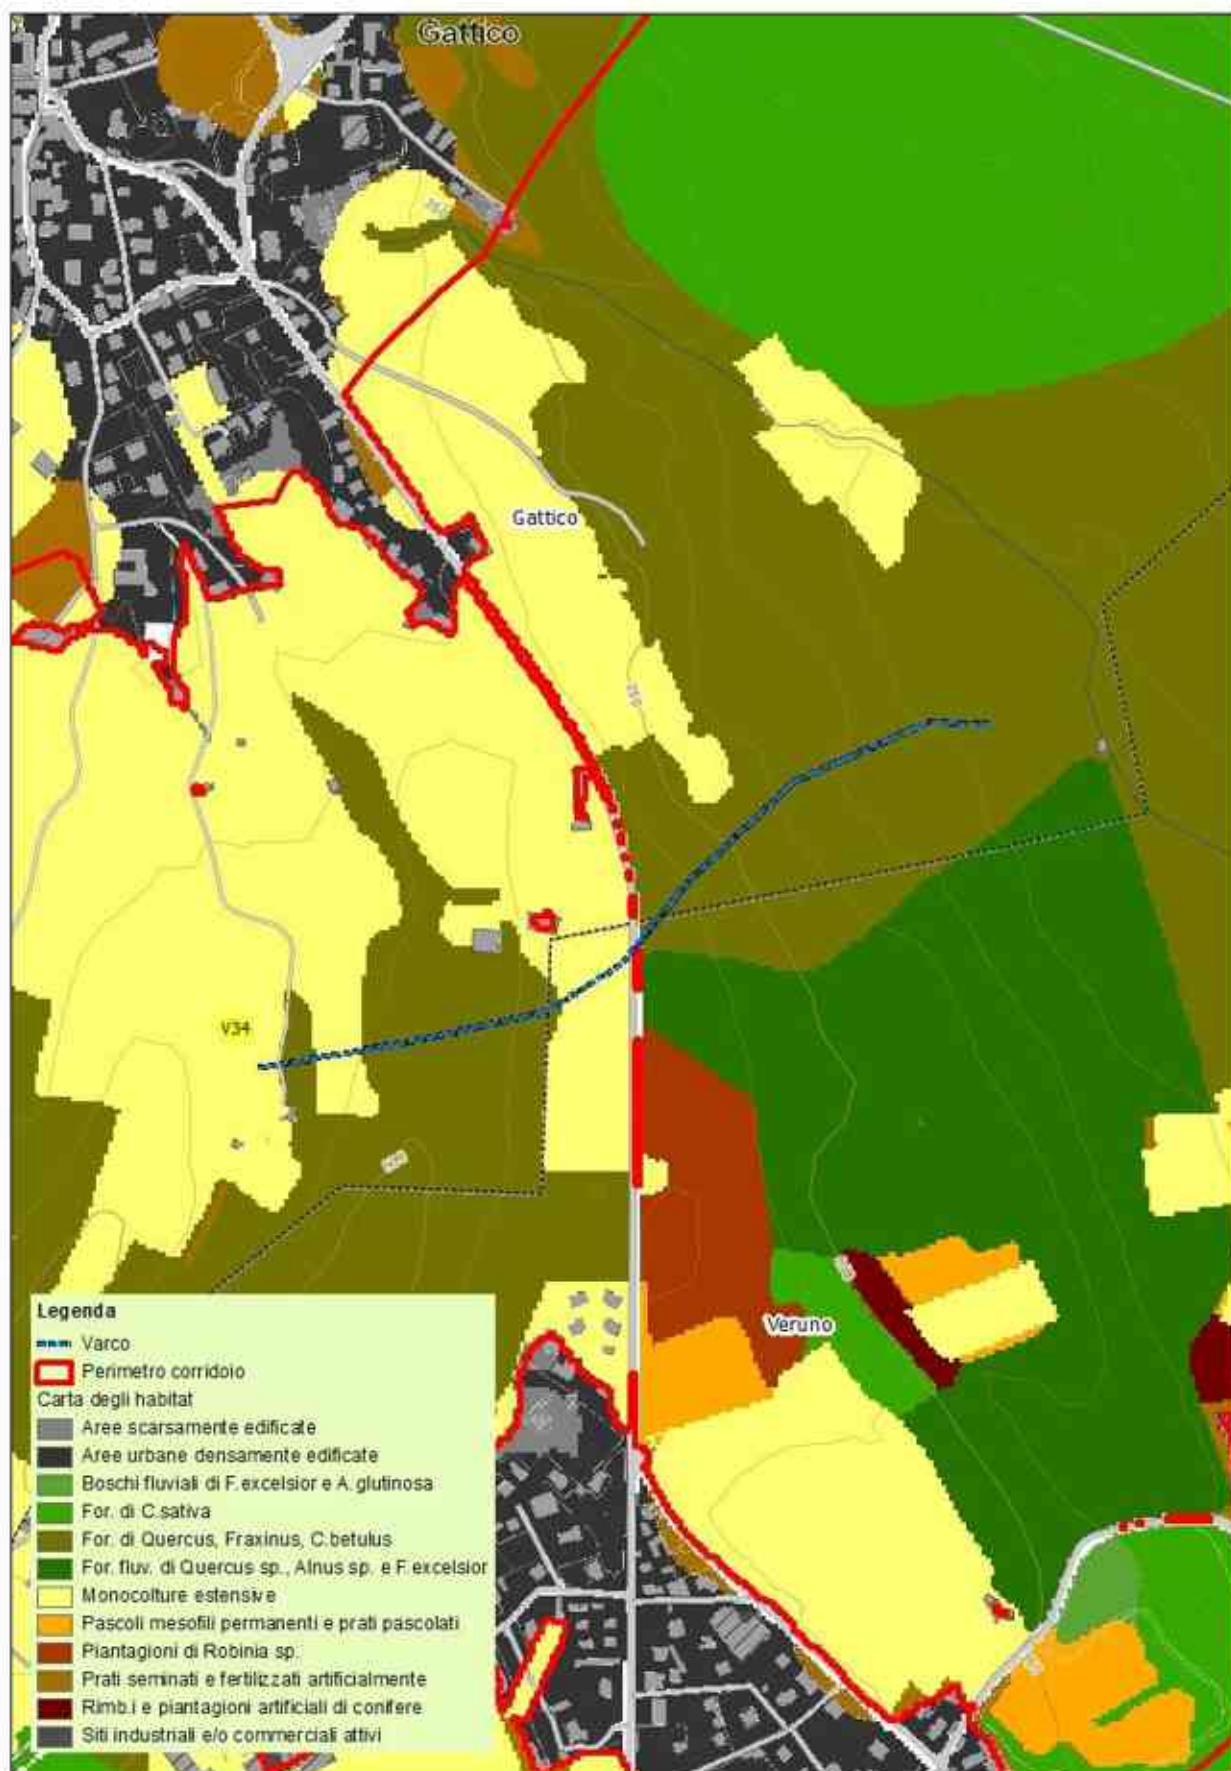 Gattico
Gattico
V34
Veruno
Legenda
Varco
Perimetro corridoio
Carta degli habitat
Aree scarsamente edificate
Aree urbane densamente edificate
Boschi fluviali di F.excelsior e A.glutinosa
For. di C.sativa
For. di Quercus, Fraxinus, C.betulus
For. fluv. di Quercus sp., Alnus sp. e F.excelsior
Monocolture estensive
Pascoli mesofili permanenti e prati pascolati
Piantagioni di Robinia sp.
Prati seminati e fertilizzati artificialmente
Rimb.i e piantagioni artificiali di conifere
Siti industriali e/o commerciali attivi